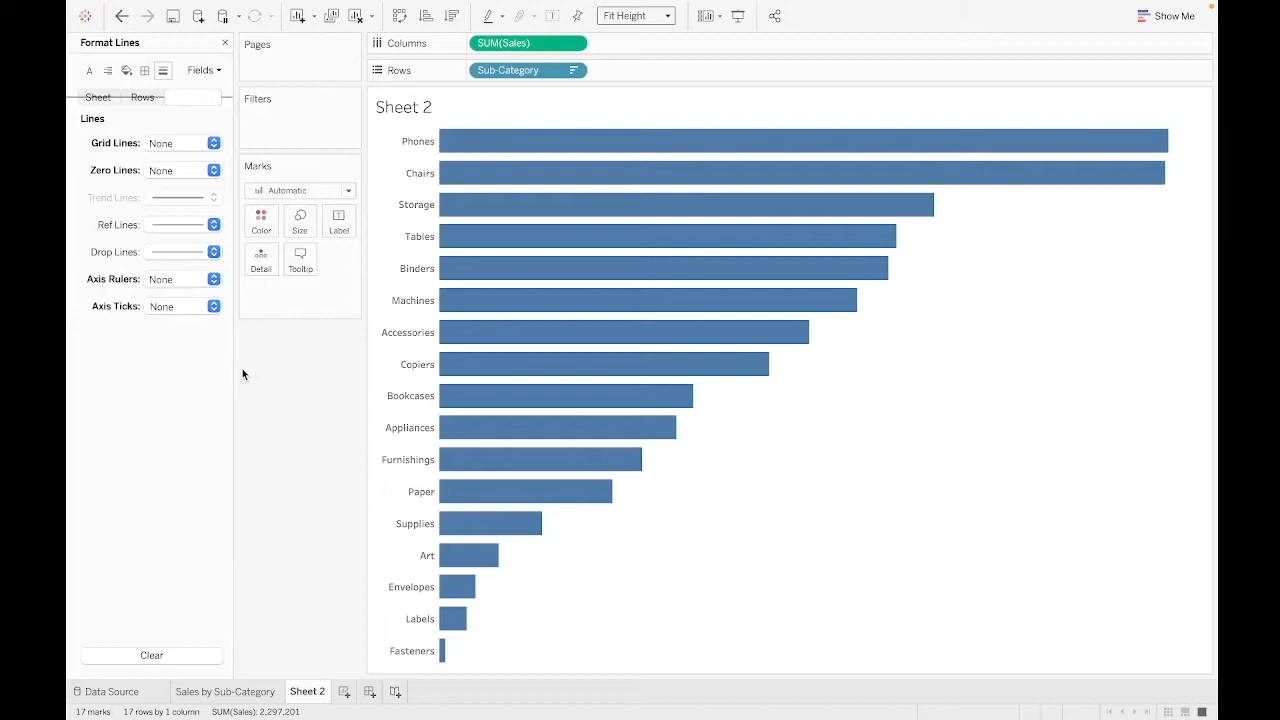 Fit Height
Show Me
Format Lines
Pages
Columns
SUM(Sales)
Rows
Sub-Category
A
Fields
Sheet
Rows
Filters
Lines
Sheet 2
Grid Lines: None
Zero Lines: None
Trend Lines:
Ref Lines:
Drop Lines:
Axis Rulers: None
Axis Ticks: None
Marks
Automatic
Color
Size
Label
Detail
Tooltip
Phones
Chairs
Storage
Tables
Binders
Machines
Accessories
Copiers
Bookcases
Appliances
Furnishings
Paper
Supplies
Art
Envelopes
Labels
Fasteners
Clear
Data Source
Sales by Sub-Category
Sheet 2
17 marks
17 rows by 1 column
SUM(Sales): 2,297,201